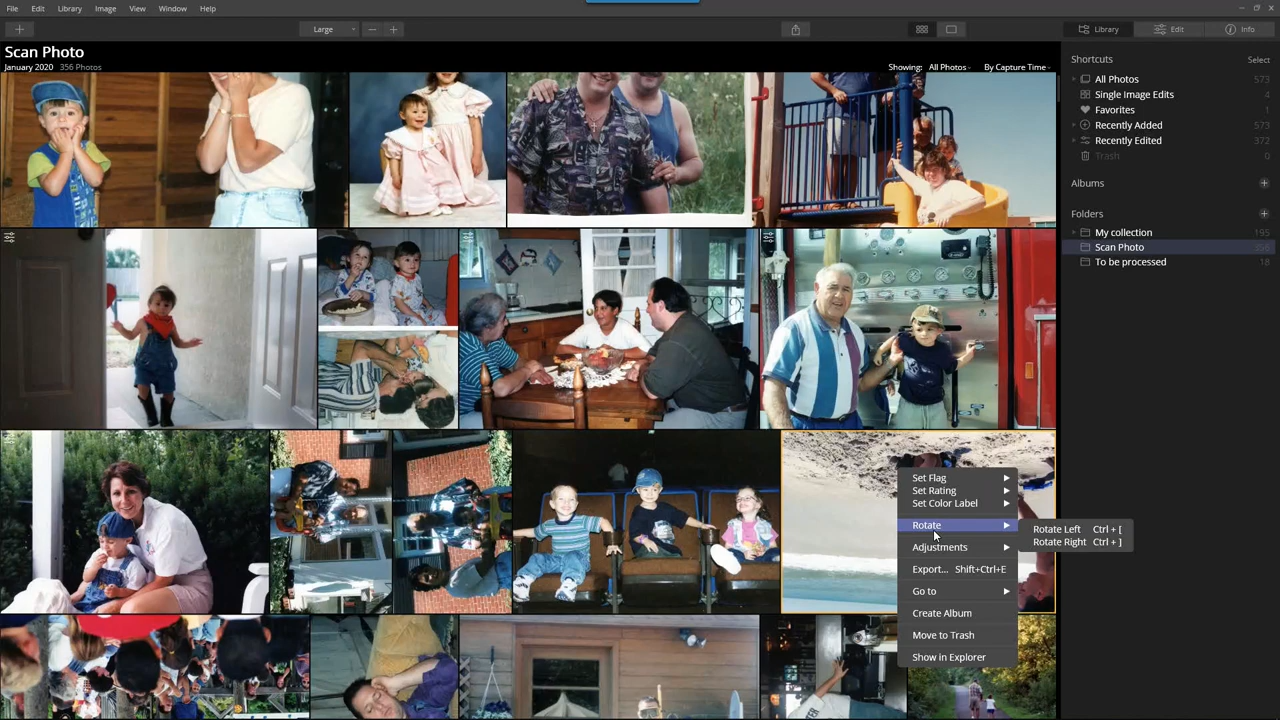 File Edit Library Image View Window Help
Large
Library Edit Info
Scan Photo
January 2020 356 Photos
Showing: All Photos By Capture Time
Shortcuts Select
All Photos 573
Single Image Edits 4
Favorites 1
Recently Added 573
Recently Edited 372
Trash 0
Albums
Folders
My collection 195
Scan Photo 356
To be processed 18
Set Flag
Set Rating
Set Color Label
Rotate
Rotate Left Ctrl + [
Rotate Right Ctrl + ]
Adjustments
Export... Shift+Ctrl+E
Go to
Create Album
Move to Trash
Show in Explorer